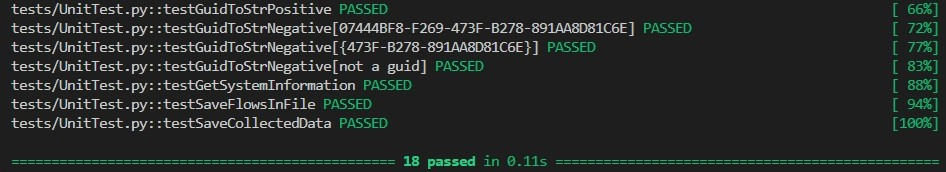 tests/UnitTest.py::testGuidToStrPositive PASSED [ 66%]
tests/UnitTest.py::testGuidToStrNegative[07444BF8-F269-473F-B278-891AA8D81C6E] PASSED [ 72%]
tests/UnitTest.py::testGuidToStrNegative[{473F-B278-891AA8D81C6E}] PASSED [ 77%]
tests/UnitTest.py::testGuidToStrNegative[not a guid] PASSED [ 83%]
tests/UnitTest.py::testGetSystemInformation PASSED [ 88%]
tests/UnitTest.py::testSaveFlowsInFile PASSED [ 94%]
tests/UnitTest.py::testSaveCollectedData PASSED [100%]
=============================================== 18 passed in 0.11s ===============================================